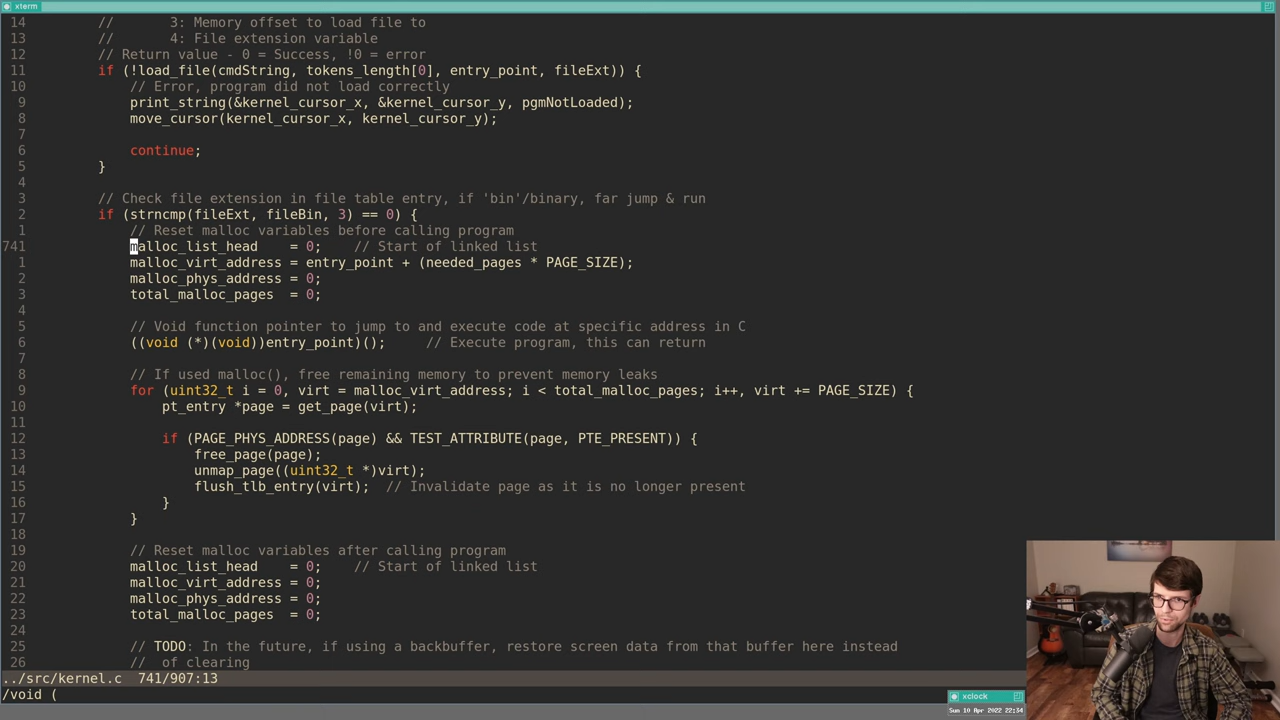 xterm
14         //       3: Memory offset to load file to
13         //       4: File extension variable
12         // Return value - 0 = Success, !0 = error
11         if (!load_file(cmdString, tokens_length[0], entry_point, fileExt)) {
10             // Error, program did not load correctly
9             print_string(&kernel_cursor_x, &kernel_cursor_y, pgmNotLoaded);
8             move_cursor(kernel_cursor_x, kernel_cursor_y);
7
6             continue;
5         }
4
3         // Check file extension in file table entry, if 'bin'/binary, far jump & run
2         if (strncmp(fileExt, fileBin, 3) == 0) {
1             // Reset malloc variables before calling program
741             malloc_list_head    = 0;    // Start of linked list
1             malloc_virt_address = entry_point + (needed_pages * PAGE_SIZE);
2             malloc_phys_address = 0;
3             total_malloc_pages  = 0;
4
5             // Void function pointer to jump to and execute code at specific address in C
6             ((void (*)(void))entry_point)();     // Execute program, this can return
7
8             // If used malloc(), free remaining memory to prevent memory leaks
9             for (uint32_t i = 0, virt = malloc_virt_address; i < total_malloc_pages; i++, virt += PAGE_SIZE) {
10                 pt_entry *page = get_page(virt);
11
12                 if (PAGE_PHYS_ADDRESS(page) && TEST_ATTRIBUTE(page, PTE_PRESENT)) {
13                     free_page(page);
14                     unmap_page((uint32_t *)virt);
15                     flush_tlb_entry(virt);  // Invalidate page as it is no longer present
16                 }
17             }
18
19             // Reset malloc variables after calling program
20             malloc_list_head    = 0;    // Start of linked list
21             malloc_virt_address = 0;
22             malloc_phys_address = 0;
23             total_malloc_pages  = 0;
24
25             // TODO: In the future, if using a backbuffer, restore screen data from that buffer here instead
26             //  of clearing
../src/kernel.c  741/907:13
/void (
xclock
Sun 10 Apr 2022 22:34